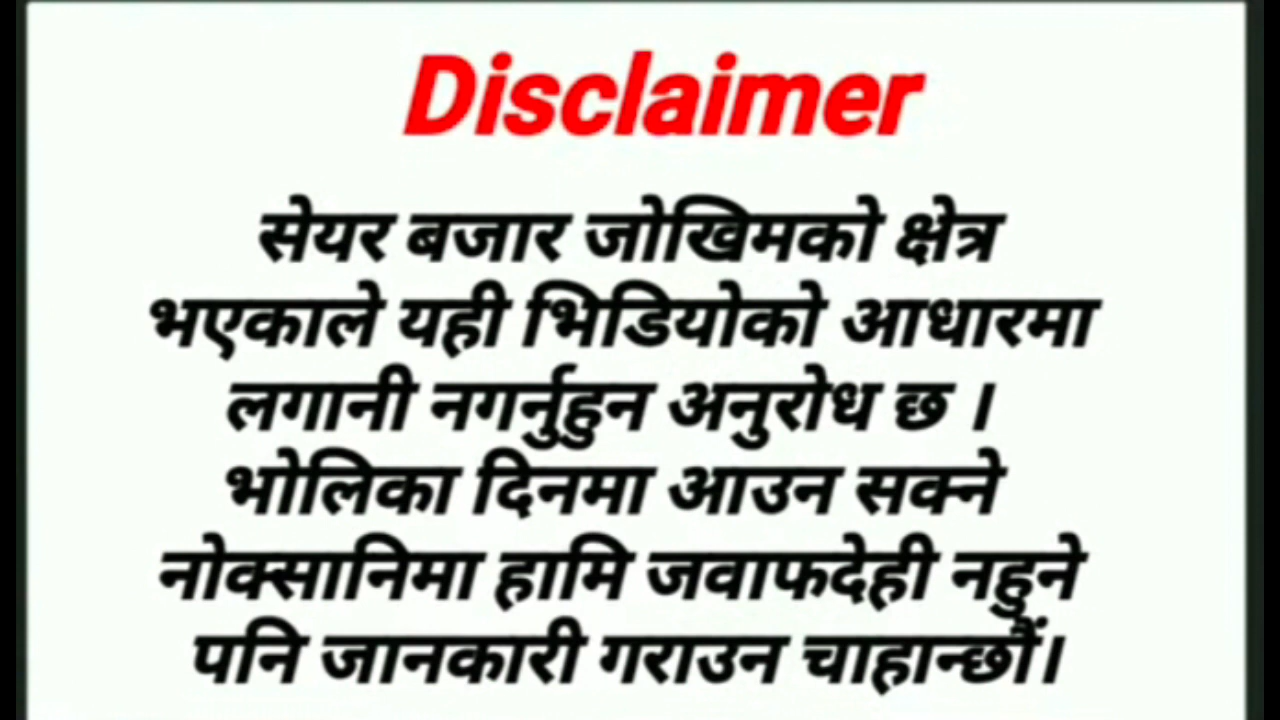 Disclaimer
सेयर बजार जोखिमको क्षेत्र
भएकाले यही भिडियोको आधारमा
लगानी नगर्नुहुन अनुरोध छ ।
भोलिका दिनमा आउन सक्ने
नोक्सानिमा हामि जवाफदेही नहुने
पनि जानकारी गराउन चाहान्छौं।